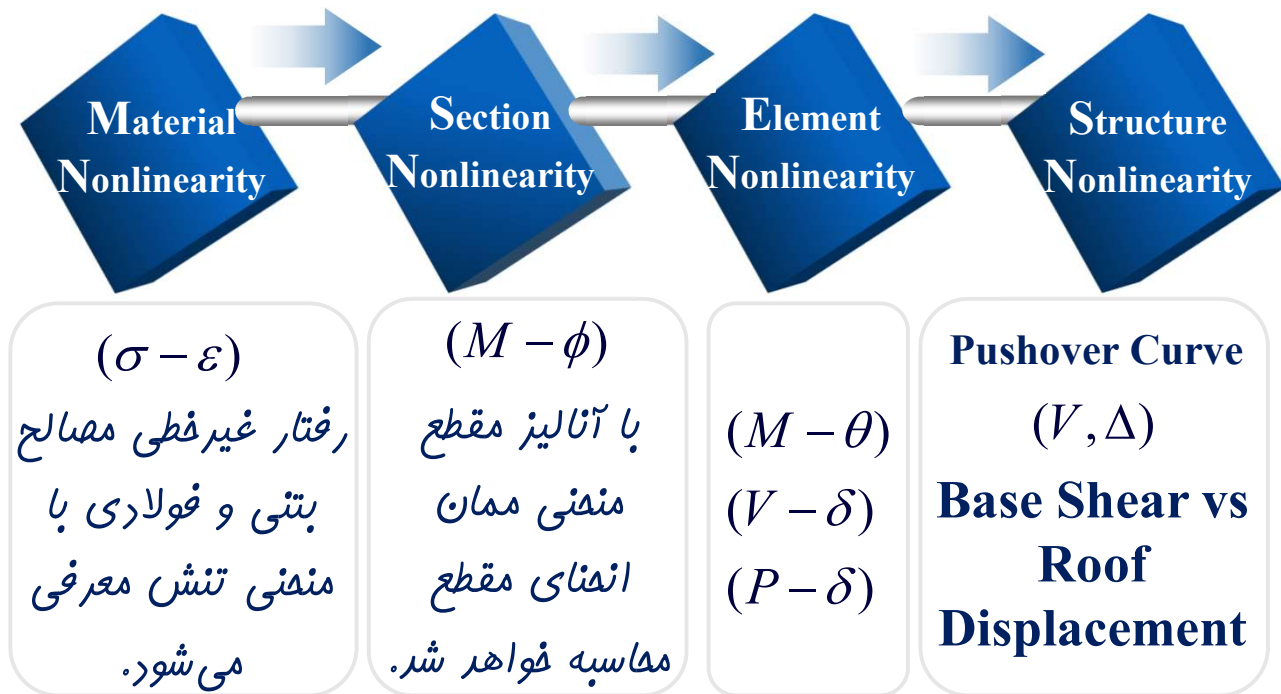 Material
Nonlinearity
Section
Nonlinearity
Element
Nonlinearity
Structure
Nonlinearity
(σ − ε)
رفتار غیرخطی مصالح
بتنی و فولادی با
منحنی تنش معرفی
می‌شود.
(M − ϕ)
با آنالیز مقطع
منحنی ممان
انحنای مقطع
محاسبه خواهد شد.
(M − θ)
(V − δ)
(P − δ)
Pushover Curve
(V, Δ)
Base Shear vs
Roof
Displacement